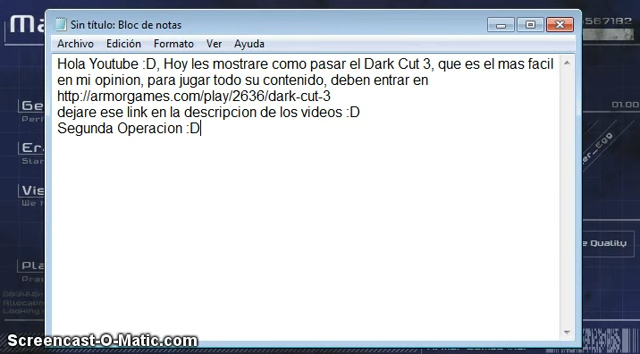 Sin título: Bloc de notas
Archivo Edición Formato Ver Ayuda
Hola Youtube :D, Hoy les mostrare como pasar el Dark Cut 3, que es el mas facil
en mi opinion, para jugar todo su contenido, deben entrar en
http://armorgames.com/play/2636/dark-cut-3
dejare ese link en la descripcion de los videos :D
Segunda Operacion :D
01.00
Quality
Screencast-O-Matic.com